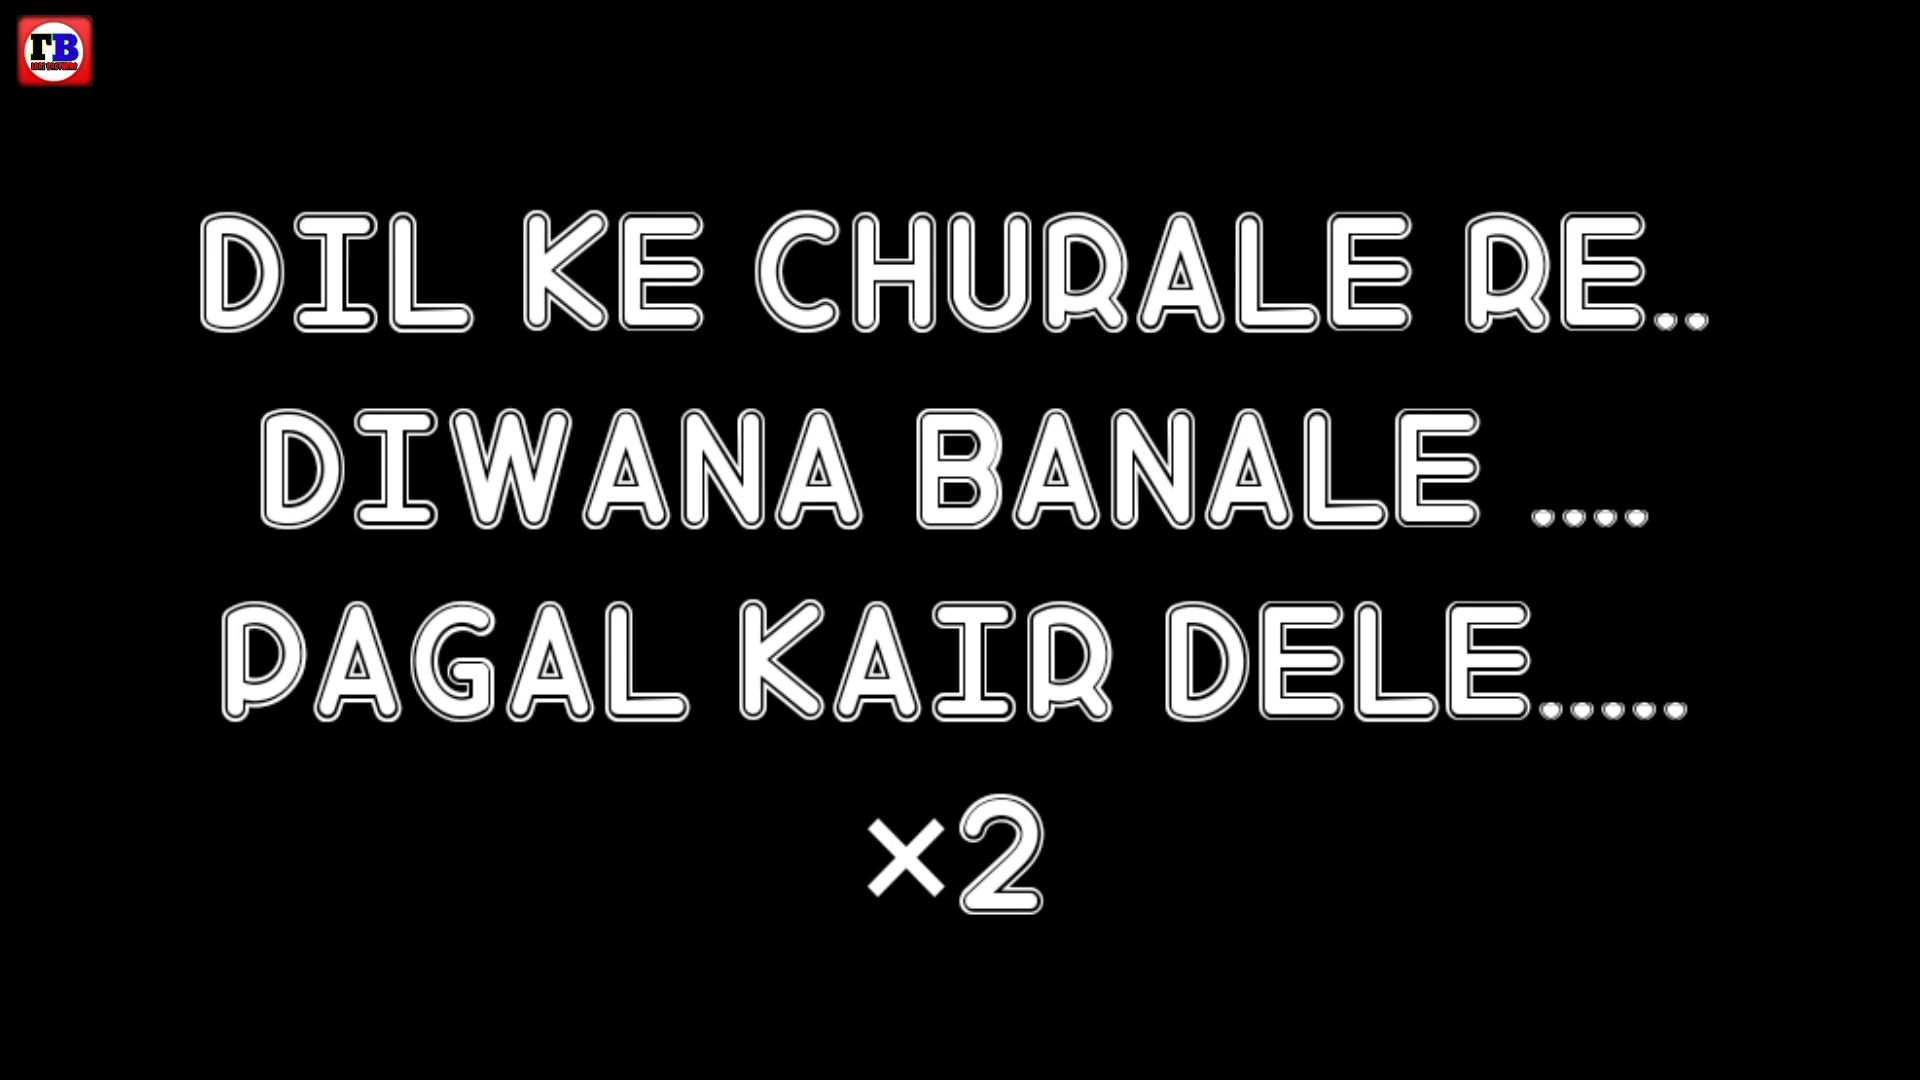 DIL KE CHURALE RE..
DIWANA BANALE ....
PAGAL KAIR DELE.....
×2